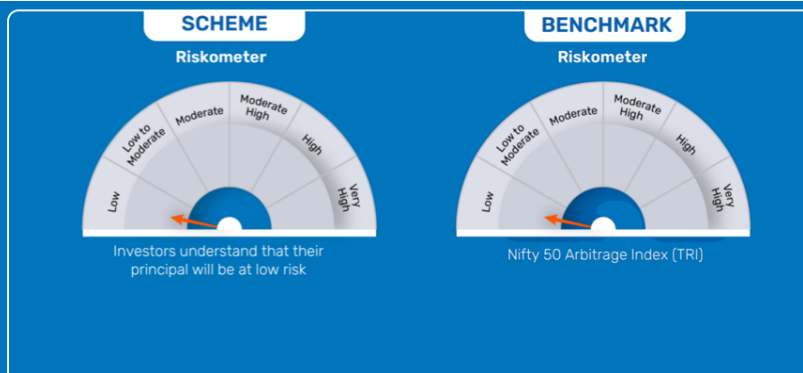 SCHEME
Riskometer
Low
Low to
Moderate
Moderate
Moderate
High
High
Very
High
Investors understand that their
principal will be at low risk
BENCHMARK
Riskometer
Low
Low to
Moderate
Moderate
Moderate
High
High
Very
High
Nifty 50 Arbitrage Index (TRI)